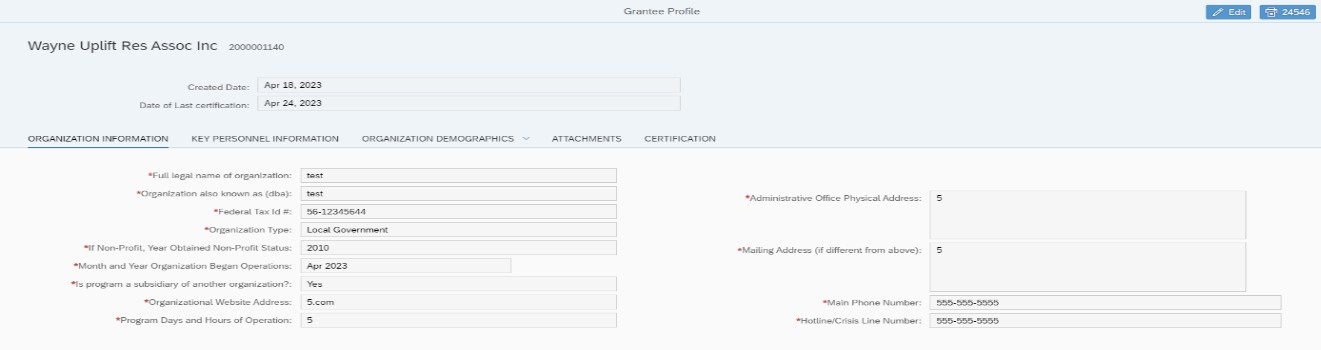 Grantee Profile
Edit
24546
Wayne Uplift Res Assoc Inc 2000001140
Created Date: Apr 18, 2023
Date of Last certification: Apr 24, 2023
ORGANIZATION INFORMATION KEY PERSONNEL INFORMATION ORGANIZATION DEMOGRAPHICS ATTACHMENTS CERTIFICATION
*Full legal name of organization: test
*Organization also known as (dba): test
*Federal Tax Id #: 56-12345644
*Organization Type: Local Government
*If Non-Profit, Year Obtained Non-Profit Status: 2010
*Month and Year Organization Began Operations: Apr 2023
*Is program a subsidiary of another organization?: Yes
*Organizational Website Address: 5.com
*Program Days and Hours of Operation: 5
*Administrative Office Physical Address: 5
*Mailing Address (if different from above): 5
*Main Phone Number: 555-555-5555
*Hotline/Crisis Line Number: 555-555-5555